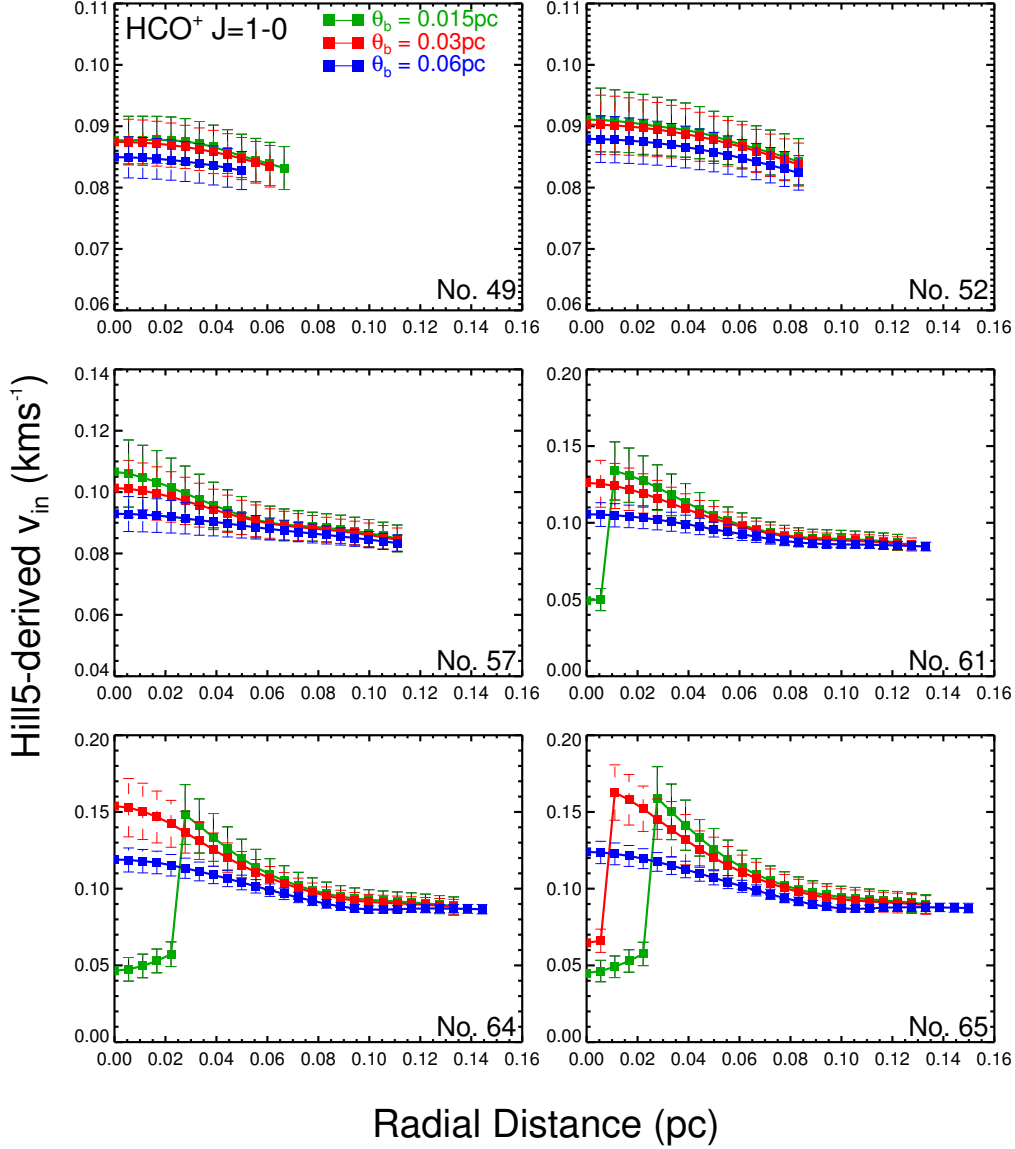 HCO+ J=1-0
θb = 0.015pc
θb = 0.03pc
θb = 0.06pc
0.11
0.10
0.09
0.08
0.07
0.06
0.00 0.02 0.04 0.06 0.08 0.10 0.12 0.14 0.16
No. 49
0.11
0.10
0.09
0.08
0.07
0.06
0.00 0.02 0.04 0.06 0.08 0.10 0.12 0.14 0.16
No. 52
0.14
0.12
0.10
0.08
0.06
0.04
0.00 0.02 0.04 0.06 0.08 0.10 0.12 0.14 0.16
No. 57
0.20
0.15
0.10
0.05
0.00
0.00 0.02 0.04 0.06 0.08 0.10 0.12 0.14 0.16
No. 61
0.20
0.15
0.10
0.05
0.00
0.00 0.02 0.04 0.06 0.08 0.10 0.12 0.14 0.16
No. 64
0.20
0.15
0.10
0.05
0.00
0.00 0.02 0.04 0.06 0.08 0.10 0.12 0.14 0.16
No. 65
Hill5-derived vin (kms-1)
Radial Distance (pc)